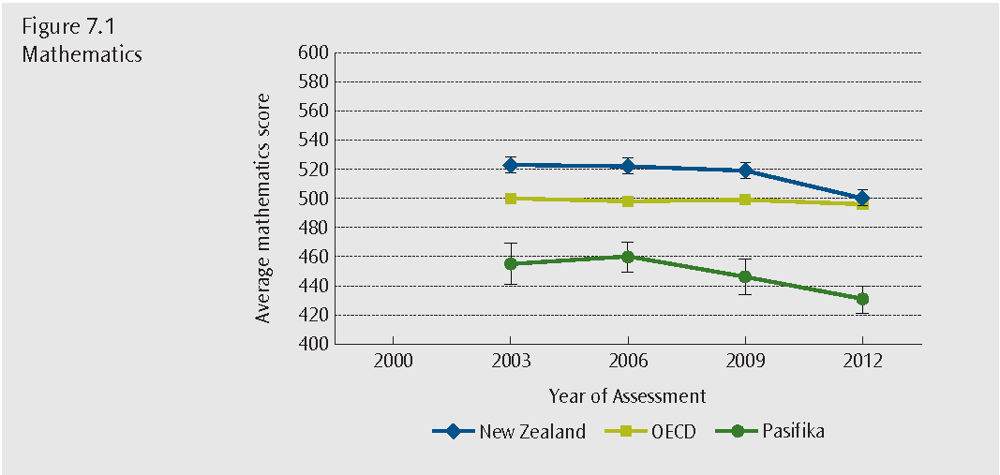 Figure 7.1
Mathematics
600
580
560
540
520
500
480
460
440
420
400
Average mathematics score
2000 2003 2006 2009 2012
Year of Assessment
New Zealand OECD Pasifika